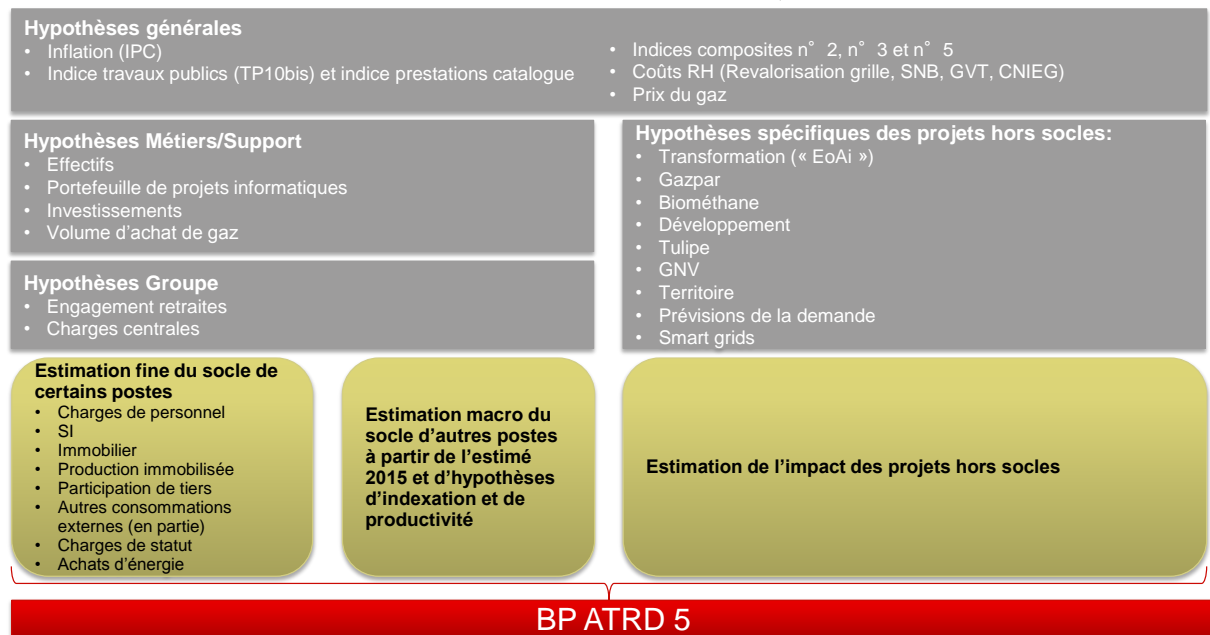 Hypothèses générales
• Inflation (IPC)
• Indice travaux publics (TP10bis) et indice prestations catalogue
• Indices composites n° 2, n° 3 et n° 5
• Coûts RH (Revalorisation grille, SNB, GVT, CNIEG)
• Prix du gaz
Hypothèses Métiers/Support
• Effectifs
• Portefeuille de projets informatiques
• Investissements
• Volume d'achat de gaz
Hypothèses Groupe
• Engagement retraites
• Charges centrales
Hypothèses spécifiques des projets hors socles:
• Transformation (« EoAi »)
• Gazpar
• Biométhane
• Développement
• Tulipe
• GNV
• Territoire
• Prévisions de la demande
• Smart grids
Estimation fine du socle de
certains postes
• Charges de personnel
• SI
• Immobilier
• Production immobilisée
• Participation de tiers
• Autres consommations
externes (en partie)
• Charges de statut
• Achats d'énergie
Estimation macro du
socle d'autres postes
à partir de l'estimé
2015 et d'hypothèses
d'indexation et de
productivité
Estimation de l'impact des projets hors socles
BP ATRD 5